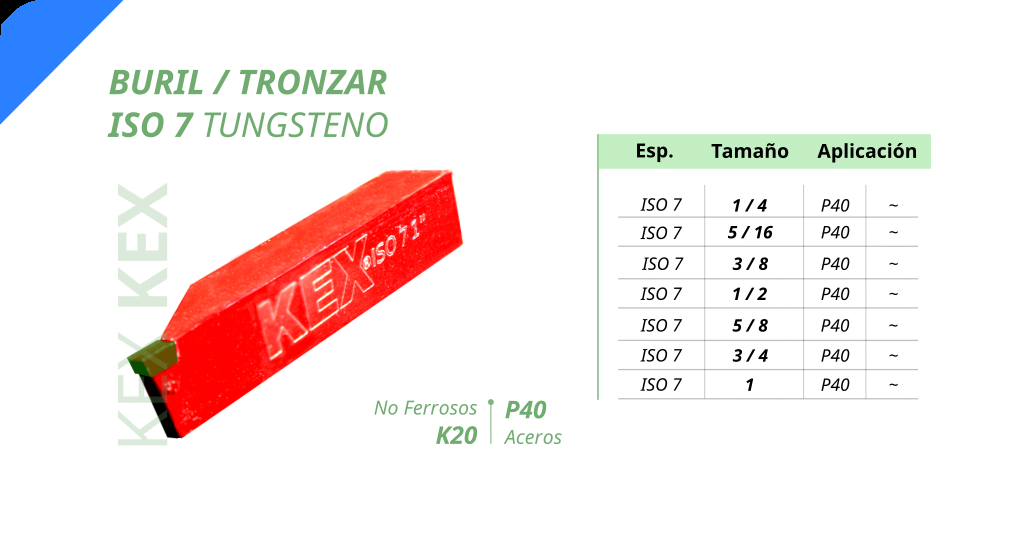 BURIL / TRONZAR
ISO 7 TUNGSTENO
KEX KEX
KEX® ISO 7 1"
No Ferrosos
K20
P40
Aceros
Esp. Tamaño Aplicación
ISO 7 1 / 4 P40 ~
ISO 7 5 / 16 P40 ~
ISO 7 3 / 8 P40 ~
ISO 7 1 / 2 P40 ~
ISO 7 5 / 8 P40 ~
ISO 7 3 / 4 P40 ~
ISO 7 1 P40 ~